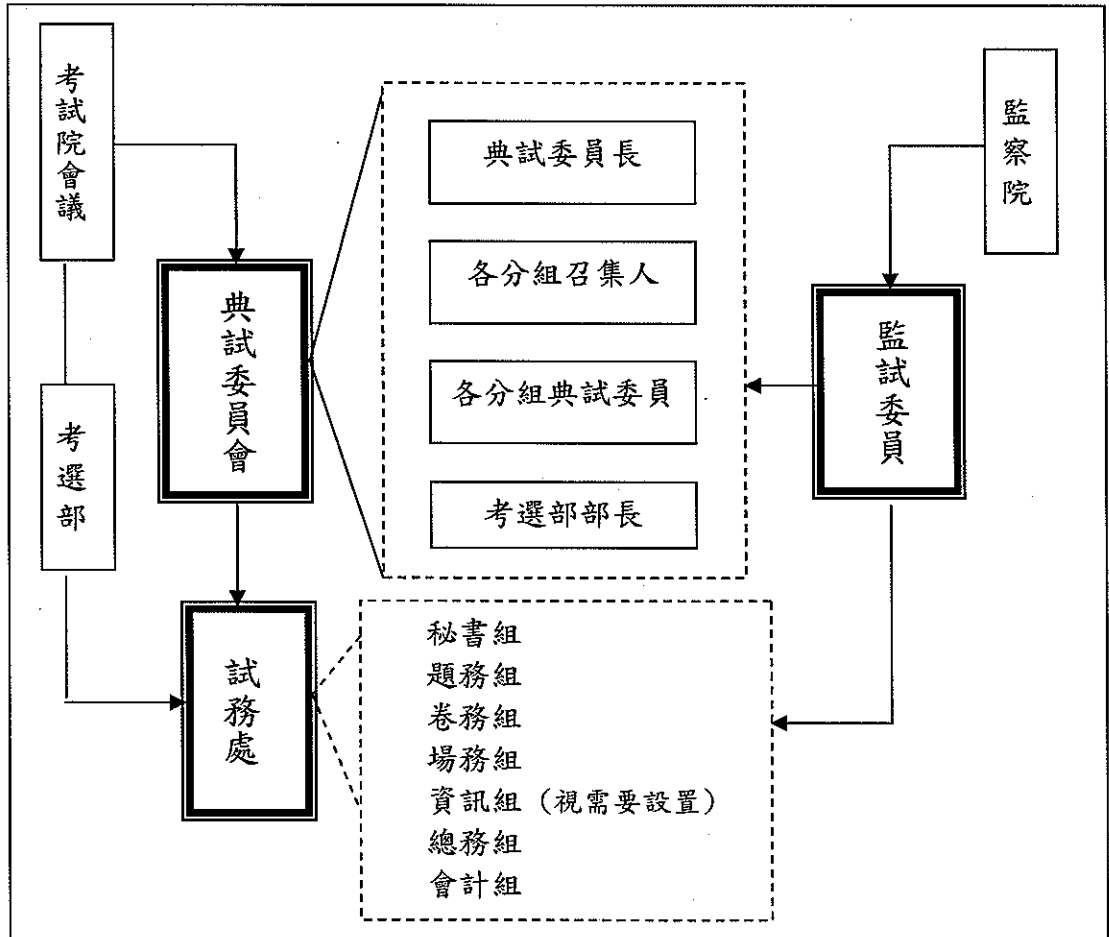 考試院會議
監察院
典試委員長
各分組召集人
各分組典試委員
考選部部長
典試委員會
監試委員
考選部
試務處
秘書組
題務組
卷務組
場務組
資訊組（視需要設置）
總務組
會計組